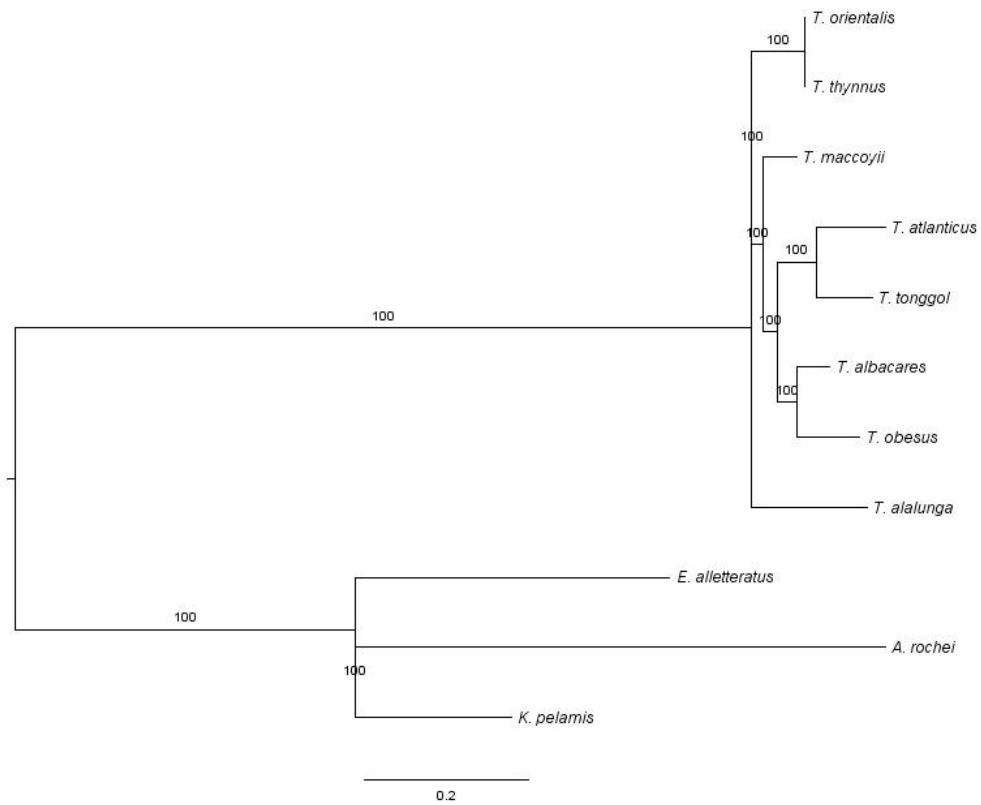 T. orientalis
100
T. thynnus
100
T. maccoyii
T. atlanticus
100
100
T. tonggol
100
100
T. albacares
100
T. obesus
T. alalunga
E. alletteratus
100
A. rochei
100
K. pelamis
0.2